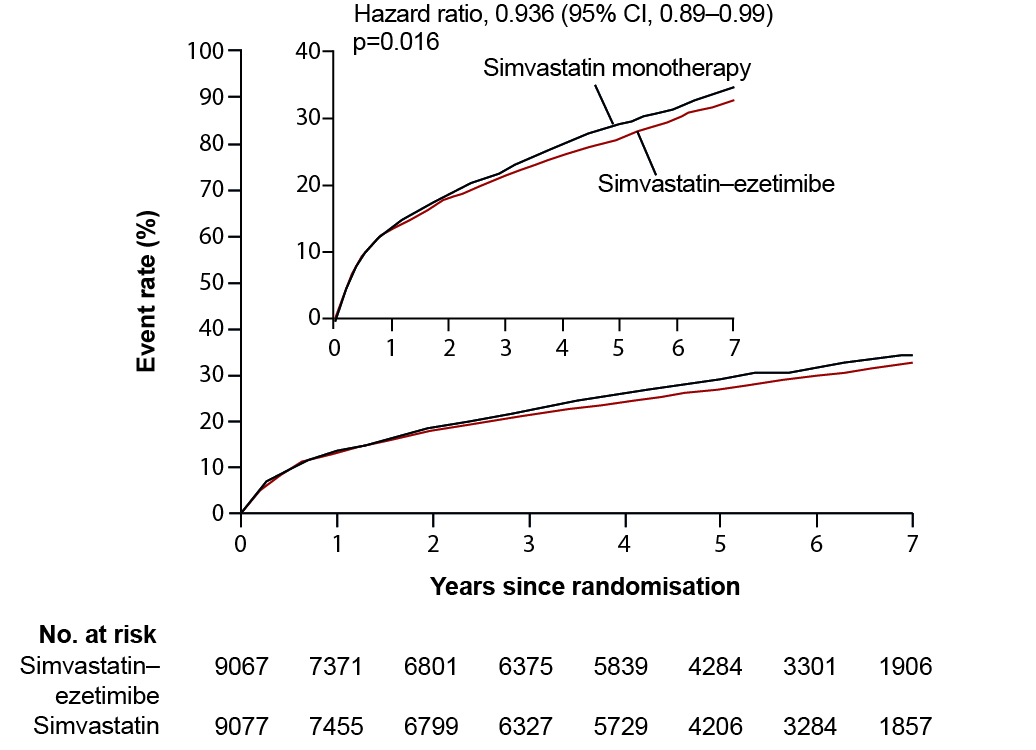 Hazard ratio, 0.936 (95% CI, 0.89–0.99)
p=0.016
Simvastatin monotherapy
Simvastatin–ezetimibe
40
30
20
10
0
0 1 2 3 4 5 6 7
Event rate (%)
100
90
80
70
60
50
40
30
20
10
0
0 1 2 3 4 5 6 7
Years since randomisation
No. at risk
Simvastatin–
ezetimibe
9067 7371 6801 6375 5839 4284 3301 1906
Simvastatin 9077 7455 6799 6327 5729 4206 3284 1857